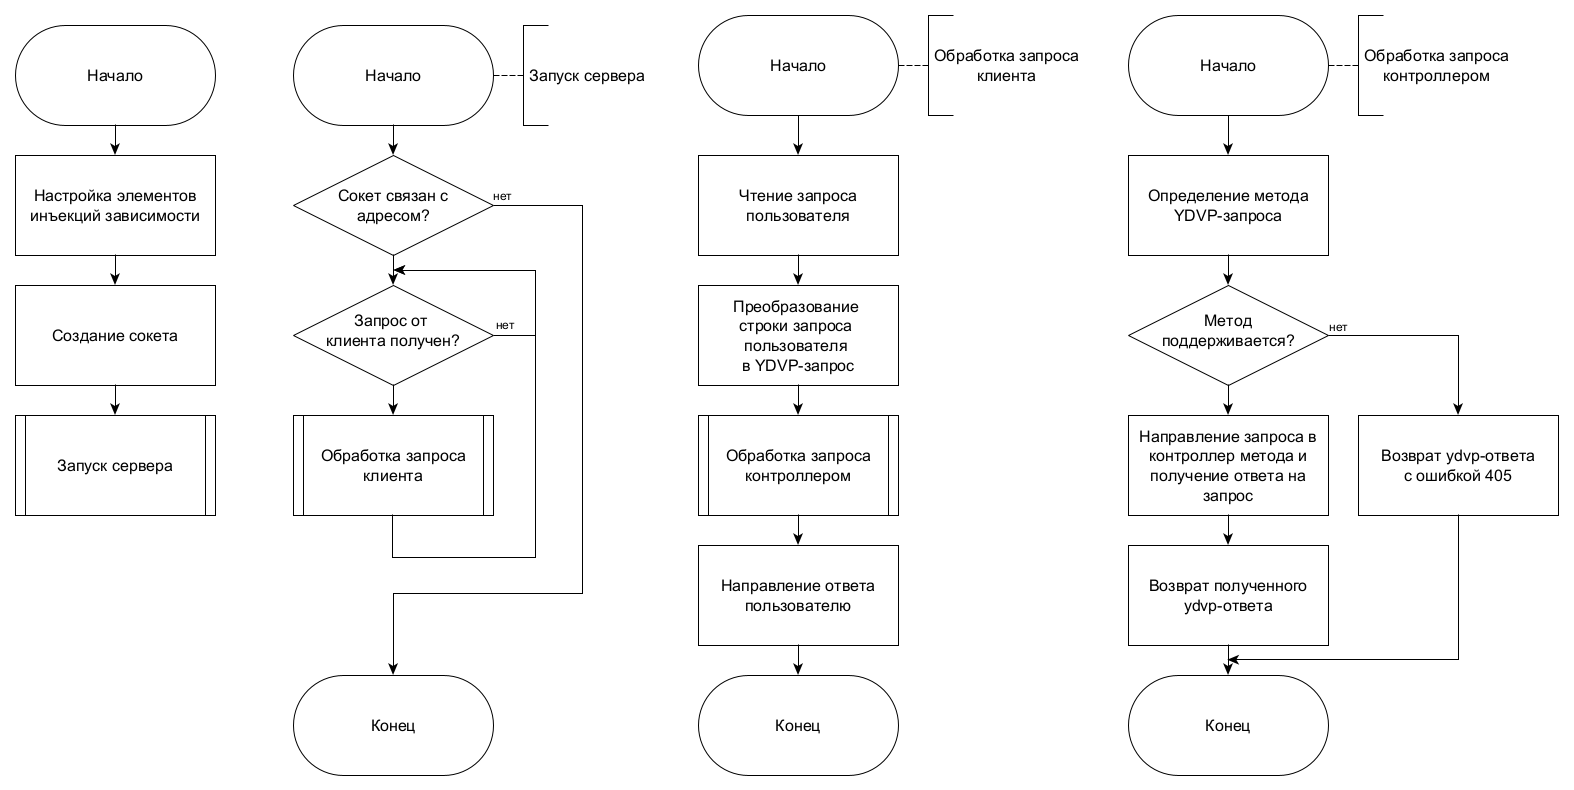 Начало
Настройка элементов
инъекций зависимости
Создание сокета
Запуск сервера
Начало
Запуск сервера
Сокет связан с
адресом?
нет
Запрос от
клиента получен?
нет
Обработка запроса
клиента
Конец
Начало
Обработка запроса
клиента
Чтение запроса
пользователя
Преобразование
строки запроса
пользователя
в YDVP-запрос
Обработка запроса
контроллером
Направление ответа
пользователю
Конец
Начало
Обработка запроса
контроллером
Определение метода
YDVP-запроса
Метод
поддерживается?
нет
Направление запроса в
контроллер метода и
получение ответа на
запрос
Возврат ydvp-ответа
с ошибкой 405
Возврат полученного
ydvp-ответа
Конец